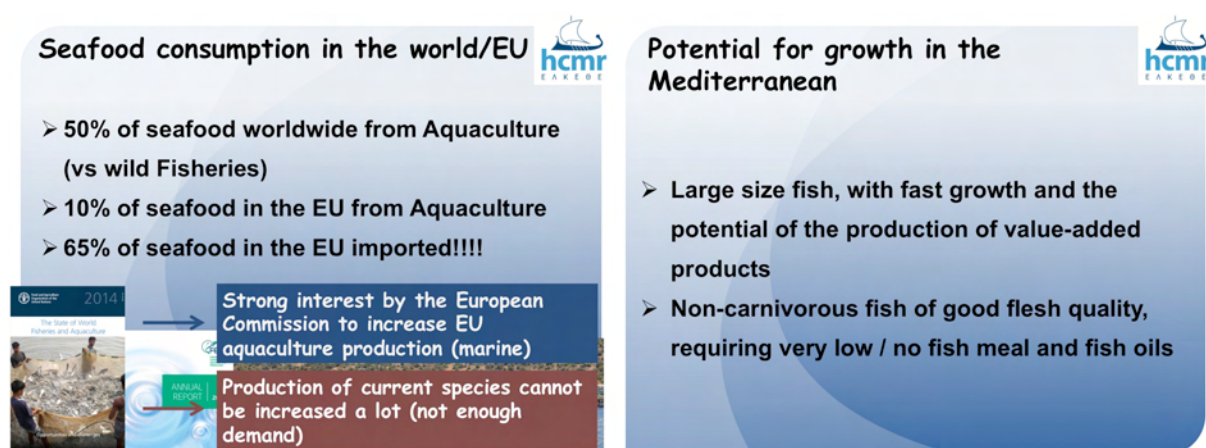 Seafood consumption in the world/EU
hcmr
ΕΛΚΕΘΕ
➢ 50% of seafood worldwide from Aquaculture
(vs wild Fisheries)
➢ 10% of seafood in the EU from Aquaculture
➢ 65% of seafood in the EU imported!!!!
2014
The State of World
Fisheries and Aquaculture
ANNUAL
REPORT
Strong interest by the European
Commission to increase EU
aquaculture production (marine)
Production of current species cannot
be increased a lot (not enough
demand)
Potential for growth in the
Mediterranean
hcmr
ΕΛΚΕΘΕ
➢ Large size fish, with fast growth and the
potential of the production of value-added
products
➢ Non-carnivorous fish of good flesh quality,
requiring very low / no fish meal and fish oils